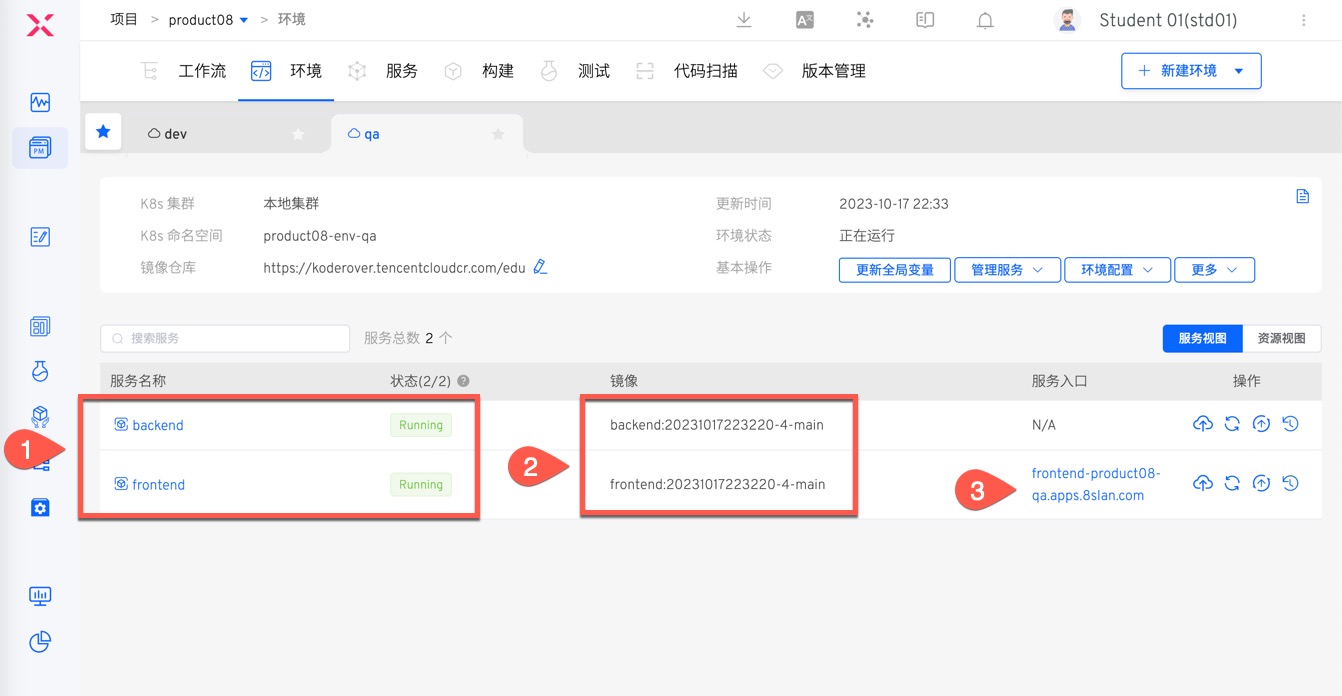 项目 > product08 > 环境
Student 01(std01)
工作流 环境 服务 构建 测试 代码扫描 版本管理
+ 新建环境
dev qa
K8s 集群 本地集群 更新时间 2023-10-17 22:33
K8s 命名空间 product08-env-qa 环境状态 正在运行
镜像仓库 https://koderover.tencentcloudcr.com/edu 基本操作 更新全局变量 管理服务 环境配置 更多
搜索服务 服务总数 2 个 服务视图 资源视图
服务名称 状态(2/2) 镜像 服务入口 操作
backend Running backend:20231017223220-4-main N/A
1
2
frontend Running frontend:20231017223220-4-main
3
frontend-product08-
qa.apps.8slan.com
PM